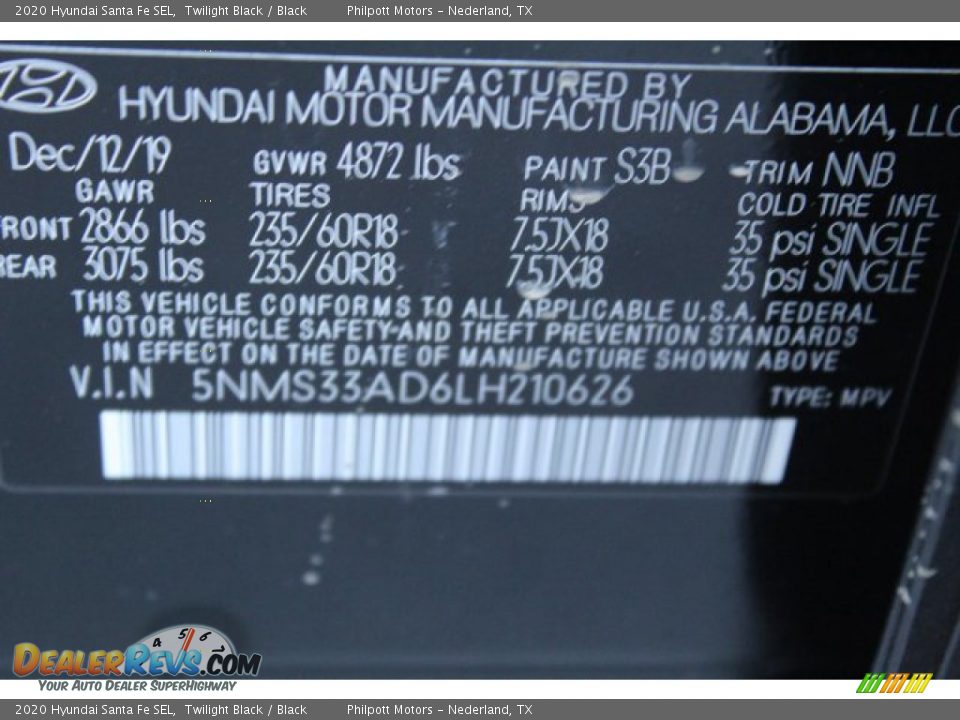 2020 Hyundai Santa Fe SEL, Twilight Black / Black Philpott Motors - Nederland, TX
MANUFACTURED BY
HYUNDAI MOTOR MANUFACTURING ALABAMA, LLC
Dec/12/19 GVWR 4872 lbs PAINT S3B TRIM NNB
GAWR TIRES RIMS COLD TIRE INFL
FRONT 2866 lbs 235/60R18 7.5JX18 35 psi SINGLE
REAR 3075 lbs 235/60R18 7.5JX18 35 psi SINGLE
THIS VEHICLE CONFORMS TO ALL APPLICABLE U.S.A. FEDERAL
MOTOR VEHICLE SAFETY-AND THEFT PREVENTION STANDARDS
IN EFFECT ON THE DATE OF MANUFACTURE SHOWN ABOVE
V.I.N 5NMS33AD6LH210626 TYPE: MPV
4 5 6
DEALERREVS.COM
YOUR AUTO DEALER SUPERHIGHWAY
2020 Hyundai Santa Fe SEL, Twilight Black / Black Philpott Motors - Nederland, TX